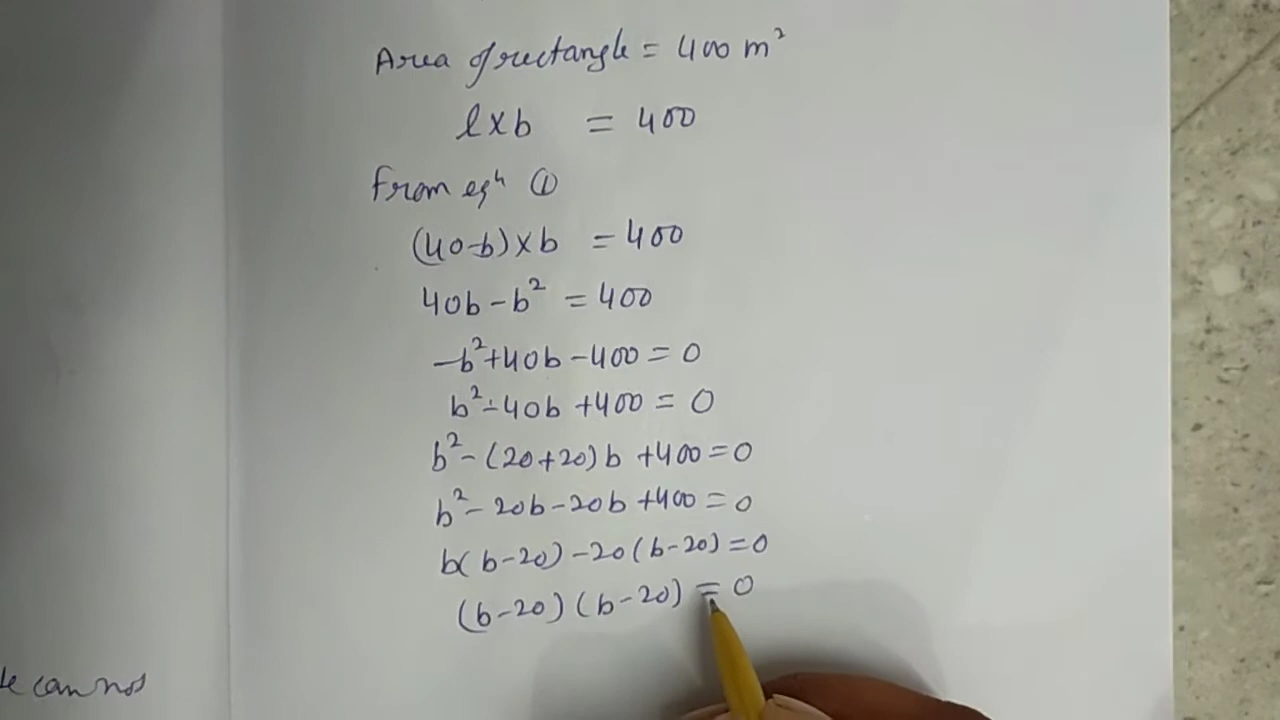 Area of rectangle = 400 m²
l×b = 400
From eqⁿ ①
(40-b)×b = 400
40b-b² = 400
-b²+40b-400 = 0
b²-40b+400 = 0
b²-(20+20)b+400=0
b²-20b-20b+400=0
b(b-20)-20(b-20)=0
(b-20)(b-20)=0
can not